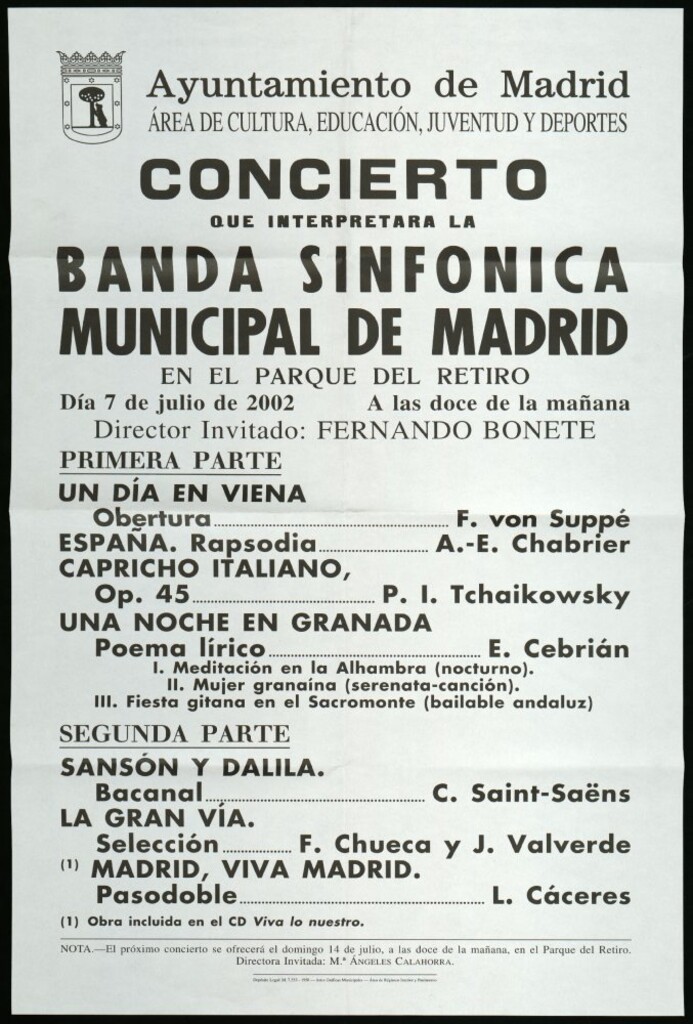 Ayuntamiento de Madrid
ÁREA DE CULTURA, EDUCACIÓN, JUVENTUD Y DEPORTES
CONCIERTO
QUE INTERPRETARA LA
BANDA SINFONICA
MUNICIPAL DE MADRID
EN EL PARQUE DEL RETIRO
Día 7 de julio de 2002 A las doce de la mañana
Director Invitado: FERNANDO BONETE
PRIMERA PARTE
UN DÍA EN VIENA
Obertura F. von Suppé
ESPAÑA. Rapsodia A.-E. Chabrier
CAPRICHO ITALIANO,
Op. 45 P. I. Tchaikowsky
UNA NOCHE EN GRANADA
Poema lírico E. Cebrián
I. Meditación en la Alhambra (nocturno).
II. Mujer granaína (serenata-canción).
III. Fiesta gitana en el Sacromonte (bailable andaluz)
SEGUNDA PARTE
SANSÓN Y DALILA.
Bacanal C. Saint-Saëns
LA GRAN VÍA.
Selección F. Chueca y J. Valverde
(1) MADRID, VIVA MADRID.
Pasodoble L. Cáceres
(1) Obra incluida en el CD Viva lo nuestro.
NOTA.—El próximo concierto se ofrecerá el domingo 14 de julio, a las doce de la mañana, en el Parque del Retiro.
Directora Invitada: M.ª ÁNGELES CALAHORRA.